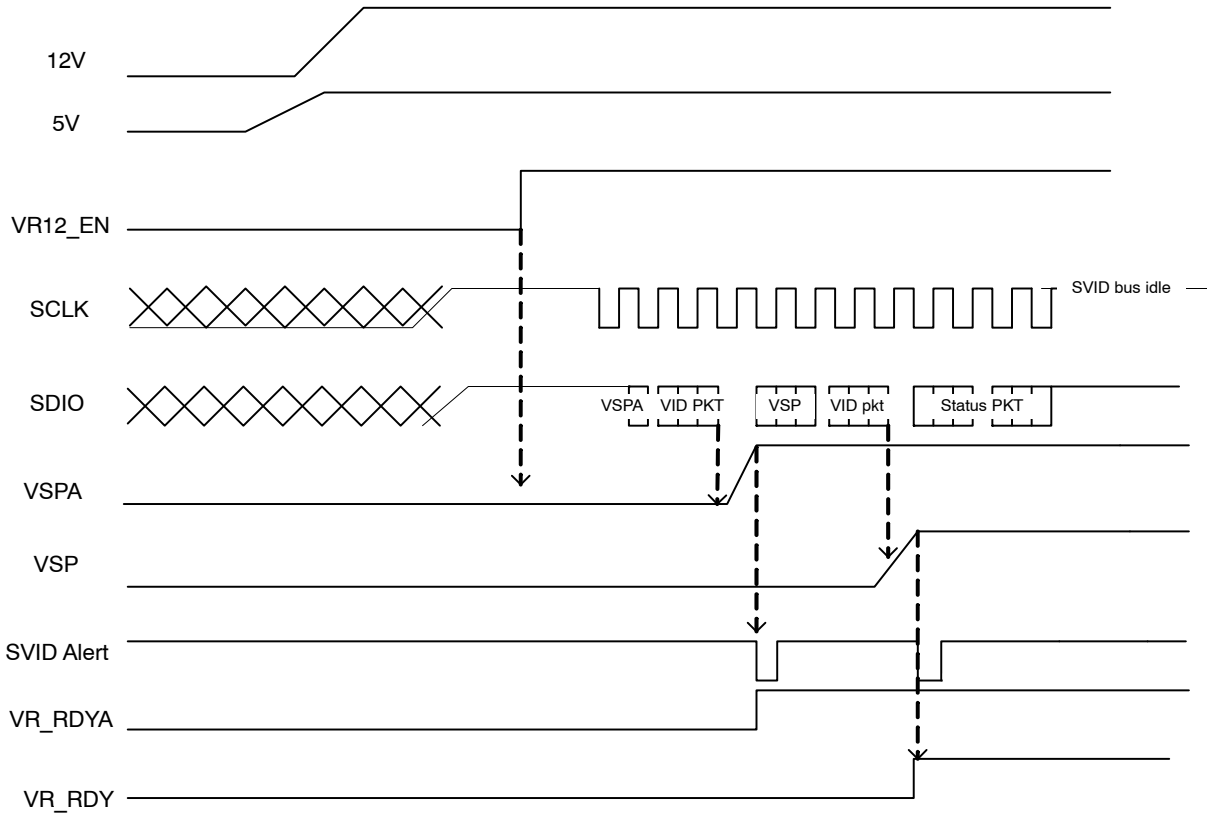 12V
5V
VR12_EN
SCLK
SVID bus idle
SDIO
VSPA
VID PKT
VSP
VID pkt
Status PKT
VSPA
VSP
SVID Alert
VR_RDYA
VR_RDY